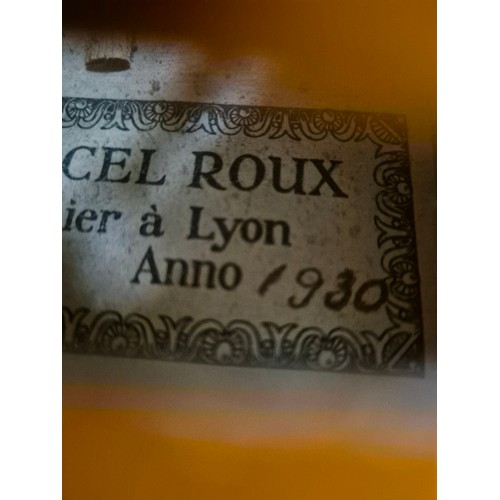 CEL ROUX
ier à Lyon
Anno 1930